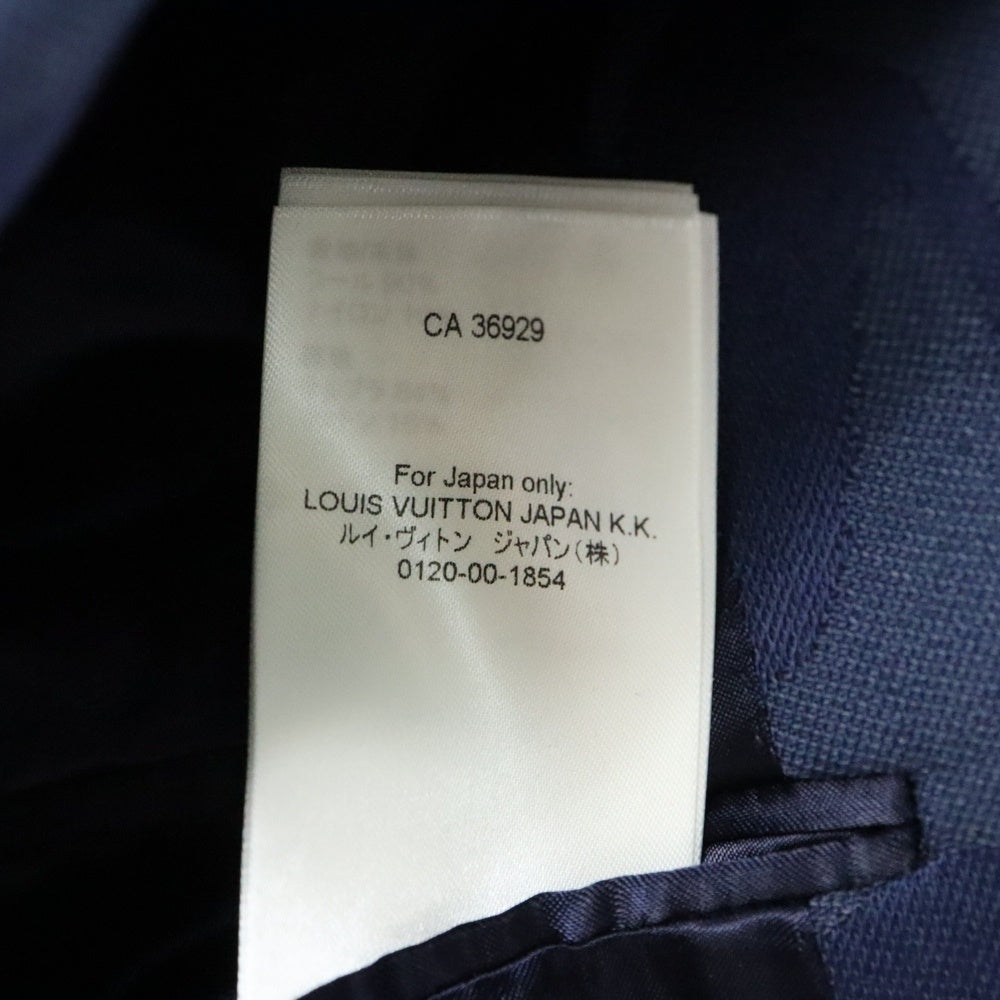 CA 36929
For Japan only:
LOUIS VUITTON JAPAN K.K.
ルイ・ヴィトン ジャパン(株)
0120-00-1854